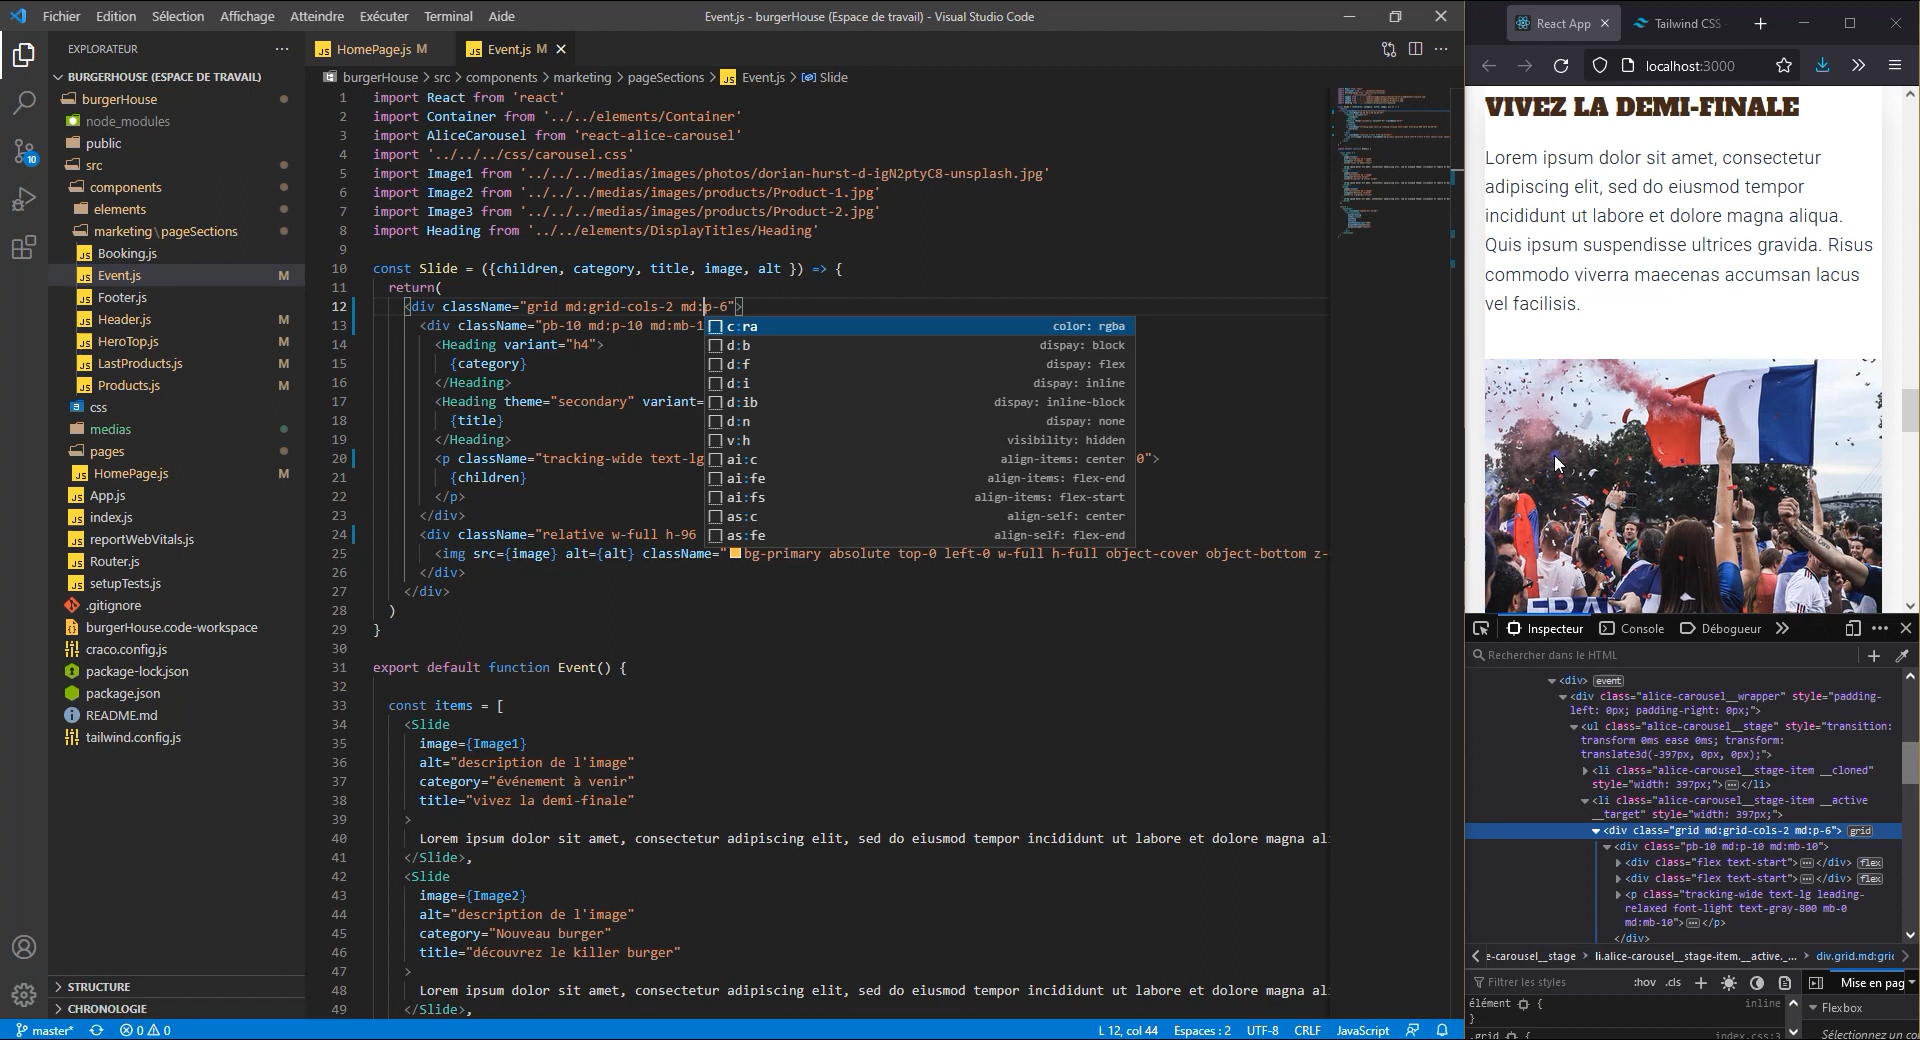 Fichier Edition Sélection Affichage Atteindre Exécuter Terminal Aide
Event.js - burgerHouse (Espace de travail) - Visual Studio Code
EXPLORATEUR
BURGERHOUSE (ESPACE DE TRAVAIL)
burgerHouse
node_modules
public
src
components
elements
marketing\pageSections
Booking.js
Event.js M
Footer.js
Header.js M
HeroTop.js M
LastProducts.js M
Products.js M
css
medias
pages
HomePage.js M
App.js
index.js
reportWebVitals.js
Router.js
setupTests.js
.gitignore
burgerHouse.code-workspace
craco.config.js
package-lock.json
package.json
README.md
tailwind.config.js
STRUCTURE
CHRONOLOGIE
10
HomePage.js M
Event.js M
burgerHouse > src > components > marketing > pageSections > Event.js > Slide
1 import React from 'react'
2 import Container from '../../elements/Container'
3 import AliceCarousel from 'react-alice-carousel'
4 import '../../../css/carousel.css'
5 import Image1 from '../../../medias/images/photos/dorian-hurst-d-igN2ptyC8-unsplash.jpg'
6 import Image2 from '../../../medias/images/products/Product-1.jpg'
7 import Image3 from '../../../medias/images/products/Product-2.jpg'
8 import Heading from '../../elements/DisplayTitles/Heading'
9
10 const Slide = ({children, category, title, image, alt }) => {
11 return(
12 <div className="grid md:grid-cols-2 md:p-6">
13 <div className="pb-10 md:p-10 md:mb-1
14 <Heading variant="h4">
15 {category}
16 </Heading>
17 <Heading theme="secondary" variant=
18 {title}
19 </Heading>
20 <p className="tracking-wide text-lg 0">
21 {children}
22 </p>
23 </div>
24 <div className="relative w-full h-96
25 <img src={image} alt={alt} className="bg-primary absolute top-0 left-0 w-full h-full object-cover object-bottom z-
26 </div>
27 </div>
28 )
29 }
30
31 export default function Event() {
32
33 const items = [
34 <Slide
35 image={Image1}
36 alt="description de l'image"
37 category="événement à venir"
38 title="vivez la demi-finale"
39 >
40 Lorem ipsum dolor sit amet, consectetur adipiscing elit, sed do eiusmod tempor incididunt ut labore et dolore magna ali
41 </Slide>,
42 <Slide
43 image={Image2}
44 alt="description de l'image"
45 category="Nouveau burger"
46 title="découvrez le killer burger"
47 >
48 Lorem ipsum dolor sit amet, consectetur adipiscing elit, sed do eiusmod tempor incididunt ut labore et dolore magna ali
49 </Slide>,
c:ra color: rgba
d:b dispay: block
d:f dispay: flex
d:i dispay: inline
d:ib dispay: inline-block
d:n dispay: none
v:h visibility: hidden
ai:c align-items: center
ai:fe align-items: flex-end
ai:fs align-items: flex-start
as:c align-self: center
as:fe align-self: flex-end
master* 0 0
L 12, col 44 Espaces : 2 UTF-8 CRLF JavaScript
React App
Tailwind CSS
localhost:3000
VIVEZ LA DEMI-FINALE
Lorem ipsum dolor sit amet, consectetur
adipiscing elit, sed do eiusmod tempor
incididunt ut labore et dolore magna aliqua.
Quis ipsum suspendisse ultrices gravida. Risus
commodo viverra maecenas accumsan lacus
vel facilisis.
Inspecteur Console Débogueur
Rechercher dans le HTML
<div> event
<div class="alice-carousel__wrapper" style="padding-
left: 0px; padding-right: 0px;">
<ul class="alice-carousel__stage" style="transition:
transform 0ms ease 0ms; transform:
translate3d(-397px, 0px, 0px);">
<li class="alice-carousel__stage-item __cloned"
style="width: 397px;"></li>
<li class="alice-carousel__stage-item __active
__target" style="width: 397px;">
<div class="grid md:grid-cols-2 md:p-6"> grid
<div class="pb-10 md:p-10 md:mb-10">
<div class="flex text-start"></div> flex
<div class="flex text-start"></div> flex
<p class="tracking-wide text-lg leading-
relaxed font-light text-gray-800 mb-0
md:mb-10"></p>
</div>
e-carousel__stage > li.alice-carousel__stage-item.__active._... > div.grid.md:gric
Filtrer les styles :hov .cls
Mise en pag
élément { inline
}
.grid { index.css:3
Flexbox
Sélectionnez un co